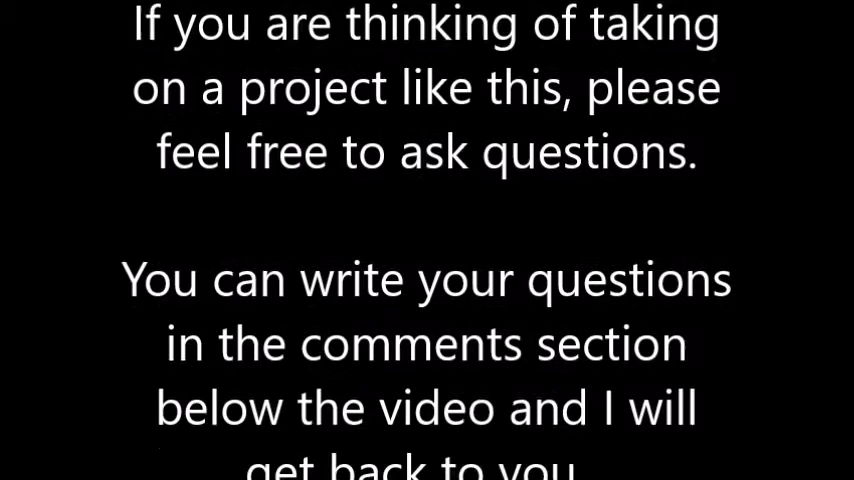 If you are thinking of taking
on a project like this, please
feel free to ask questions.
You can write your questions
in the comments section
below the video and I will
get back to you